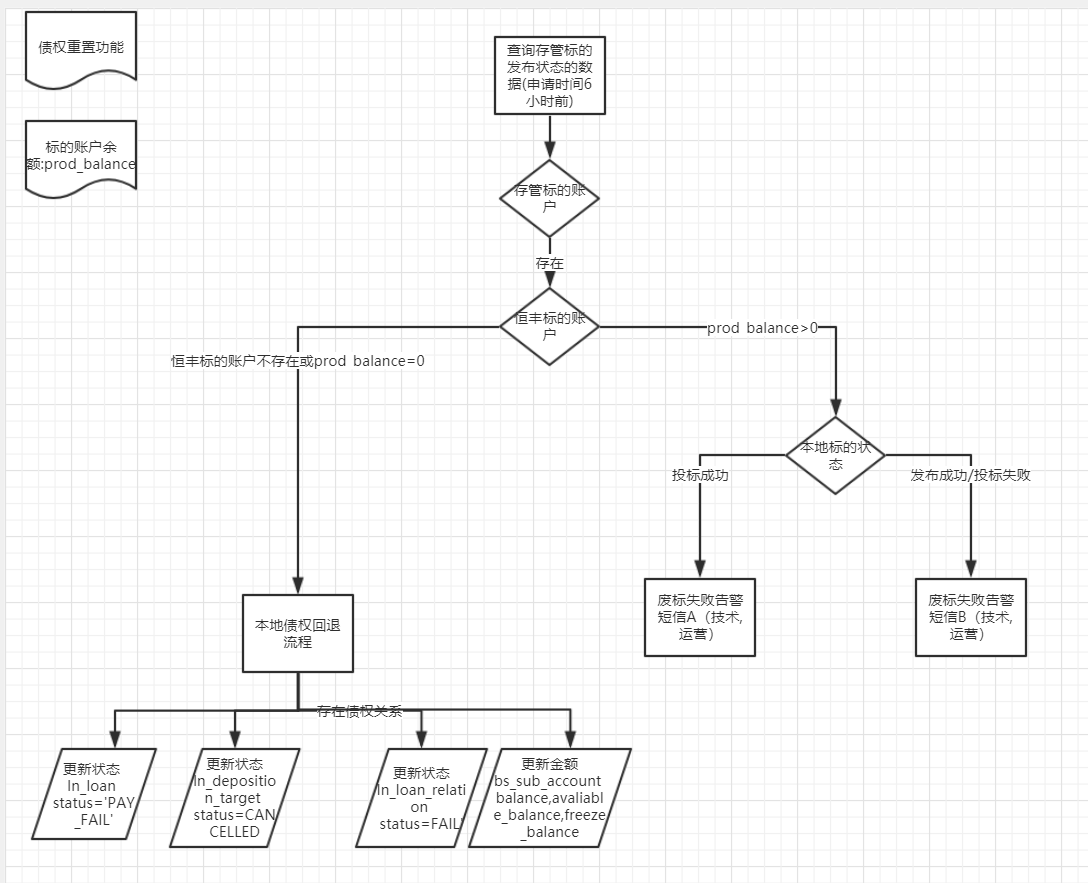 债权重置功能
标的账户余
额:prod_balance
查询存管标的
发布状态的数
据(申请时间6
小时前)
存管标的账
户
存在
恒丰标的账
户
恒丰标的账户不存在或prod_balance=0
prod_balance>0
本地标的状
态
投标成功
发布成功/投标失败
废标失败告警
短信A（技术,
运营）
废标失败告警
短信B（技术,
运营）
本地债权回退
流程
存在债权关系
更新状态
ln_loan
status='PAY
_FAIL'
更新状态
ln_depositio
n_target
status=CAN
CELLED
更新状态
ln_loan_relati
on
status=FAIL'
更新金额
bs_sub_account
balance,avaliabl
e_balance,freeze
_balance